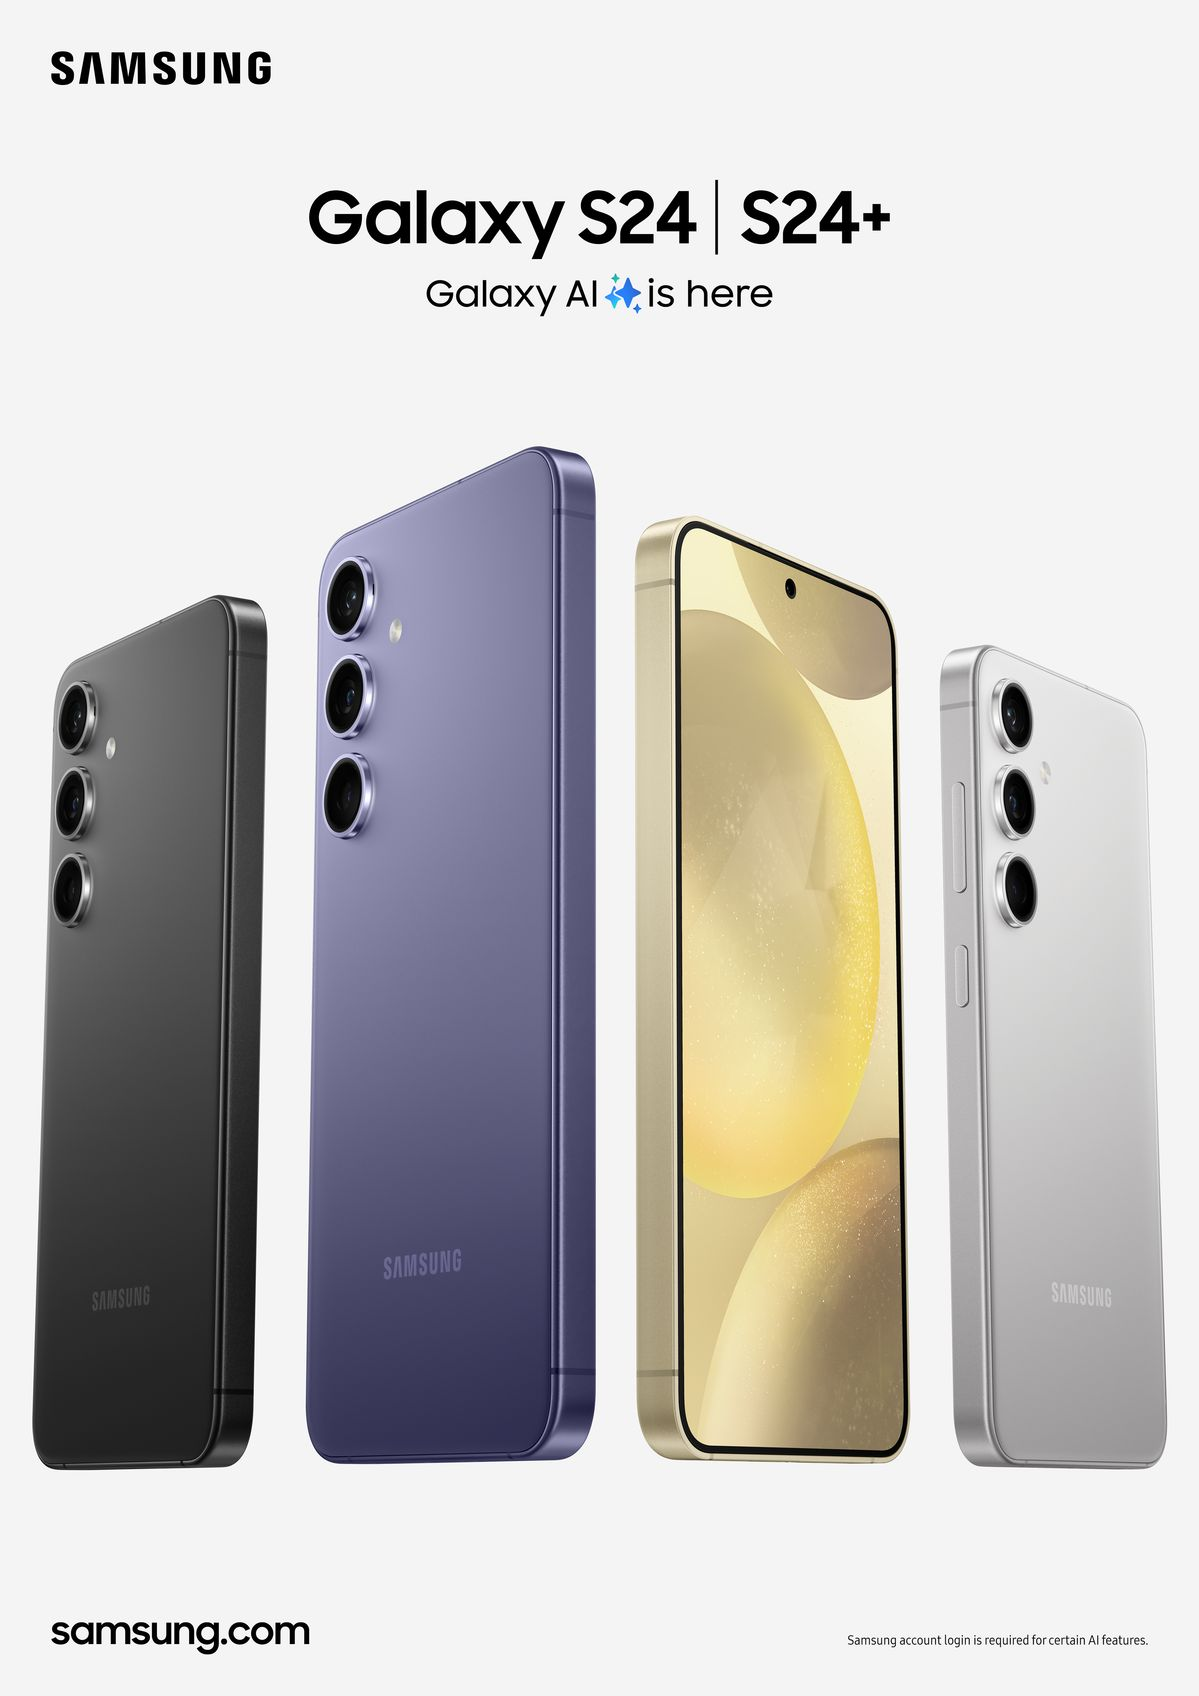 SAMSUNG
Galaxy S24 | S24+
Galaxy AI is here
SAMSUNG
SAMSUNG
SAMSUNG
samsung.com
Samsung account login is required for certain AI features.